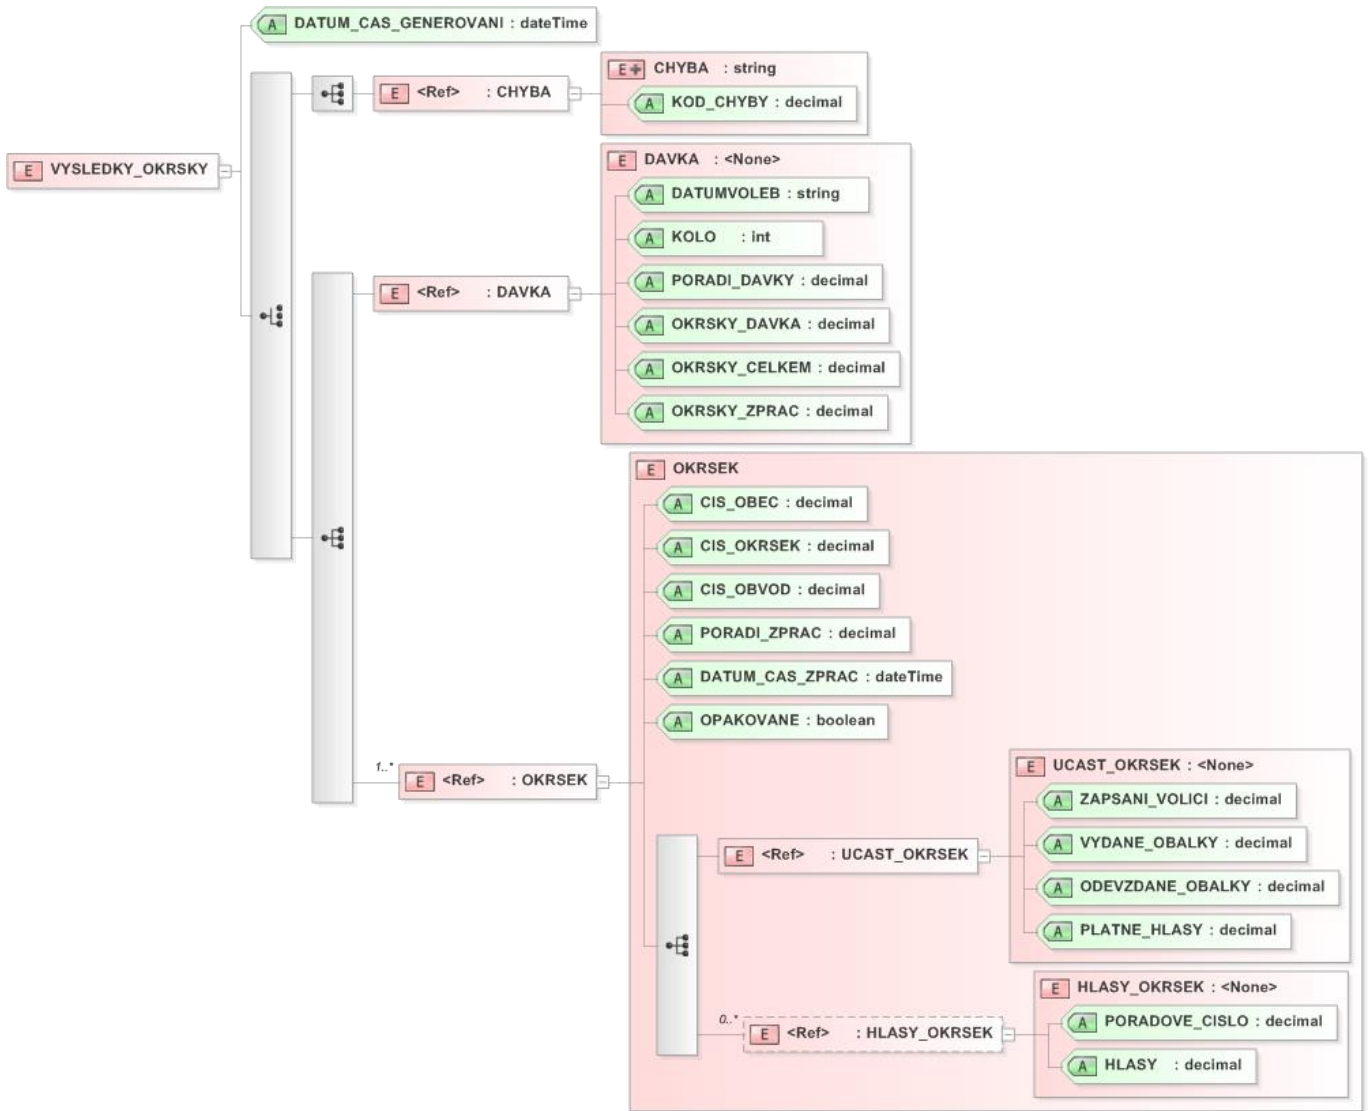 A DATUM_CAS_GENEROVANI : dateTime
E <Ref> : CHYBA
E CHYBA : string
A KOD_CHYBY : decimal
E VYSLEDKY_OKRSKY
E <Ref> : DAVKA
E DAVKA : <None>
A DATUMVOLEB : string
A KOLO : int
A PORADI_DAVKY : decimal
A OKRSKY_DAVKA : decimal
A OKRSKY_CELKEM : decimal
A OKRSKY_ZPRAC : decimal
1..*
E <Ref> : OKRSEK
E OKRSEK
A CIS_OBEC : decimal
A CIS_OKRSEK : decimal
A CIS_OBVOD : decimal
A PORADI_ZPRAC : decimal
A DATUM_CAS_ZPRAC : dateTime
A OPAKOVANE : boolean
E <Ref> : UCAST_OKRSEK
E UCAST_OKRSEK : <None>
A ZAPSANI_VOLICI : decimal
A VYDANE_OBALKY : decimal
A ODEVZDANE_OBALKY : decimal
A PLATNE_HLASY : decimal
0..*
E <Ref> : HLASY_OKRSEK
E HLASY_OKRSEK : <None>
A PORADOVE_CISLO : decimal
A HLASY : decimal